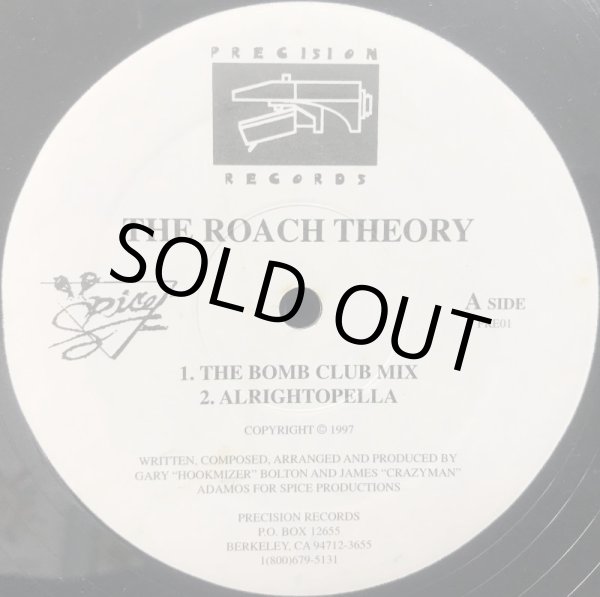 PRECISION
RECORDS
THE ROACH THEORY
Spice
SOLD OUT
A SIDE
PRE01
1. THE BOMB CLUB MIX
2. ALRIGHTOPELLA
COPYRIGHT © 1997
WRITTEN, COMPOSED, ARRANGED AND PRODUCED BY
GARY "HOOKMIZER" BOLTON AND JAMES "CRAZYMAN"
ADAMOS FOR SPICE PRODUCTIONS
PRECISION RECORDS
P.O. BOX 12655
BERKELEY, CA 94712-3655
1(800)679-5131